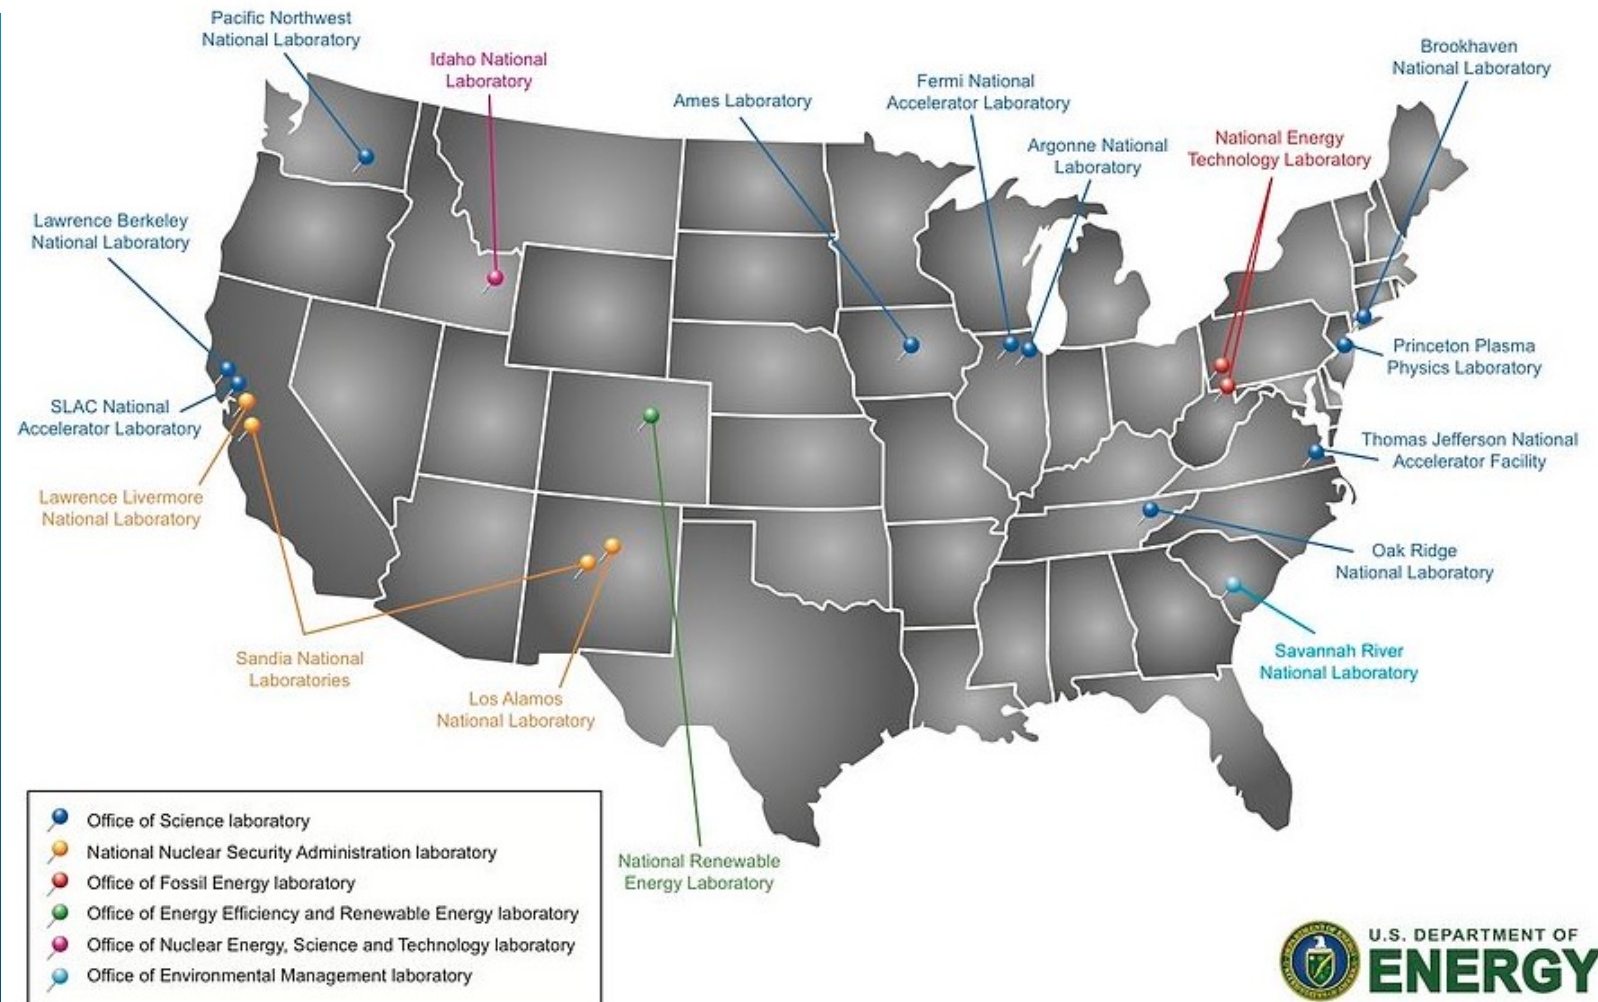 Pacific Northwest
National Laboratory
Idaho National
Laboratory
Ames Laboratory
Fermi National
Accelerator Laboratory
Argonne National
Laboratory
National Energy
Technology Laboratory
Brookhaven
National Laboratory
Lawrence Berkeley
National Laboratory
SLAC National
Accelerator Laboratory
Lawrence Livermore
National Laboratory
Sandia National
Laboratories
Los Alamos
National Laboratory
National Renewable
Energy Laboratory
Princeton Plasma
Physics Laboratory
Thomas Jefferson National
Accelerator Facility
Oak Ridge
National Laboratory
Savannah River
National Laboratory
Office of Science laboratory
National Nuclear Security Administration laboratory
Office of Fossil Energy laboratory
Office of Energy Efficiency and Renewable Energy laboratory
Office of Nuclear Energy, Science and Technology laboratory
Office of Environmental Management laboratory
U.S. DEPARTMENT OF
ENERGY